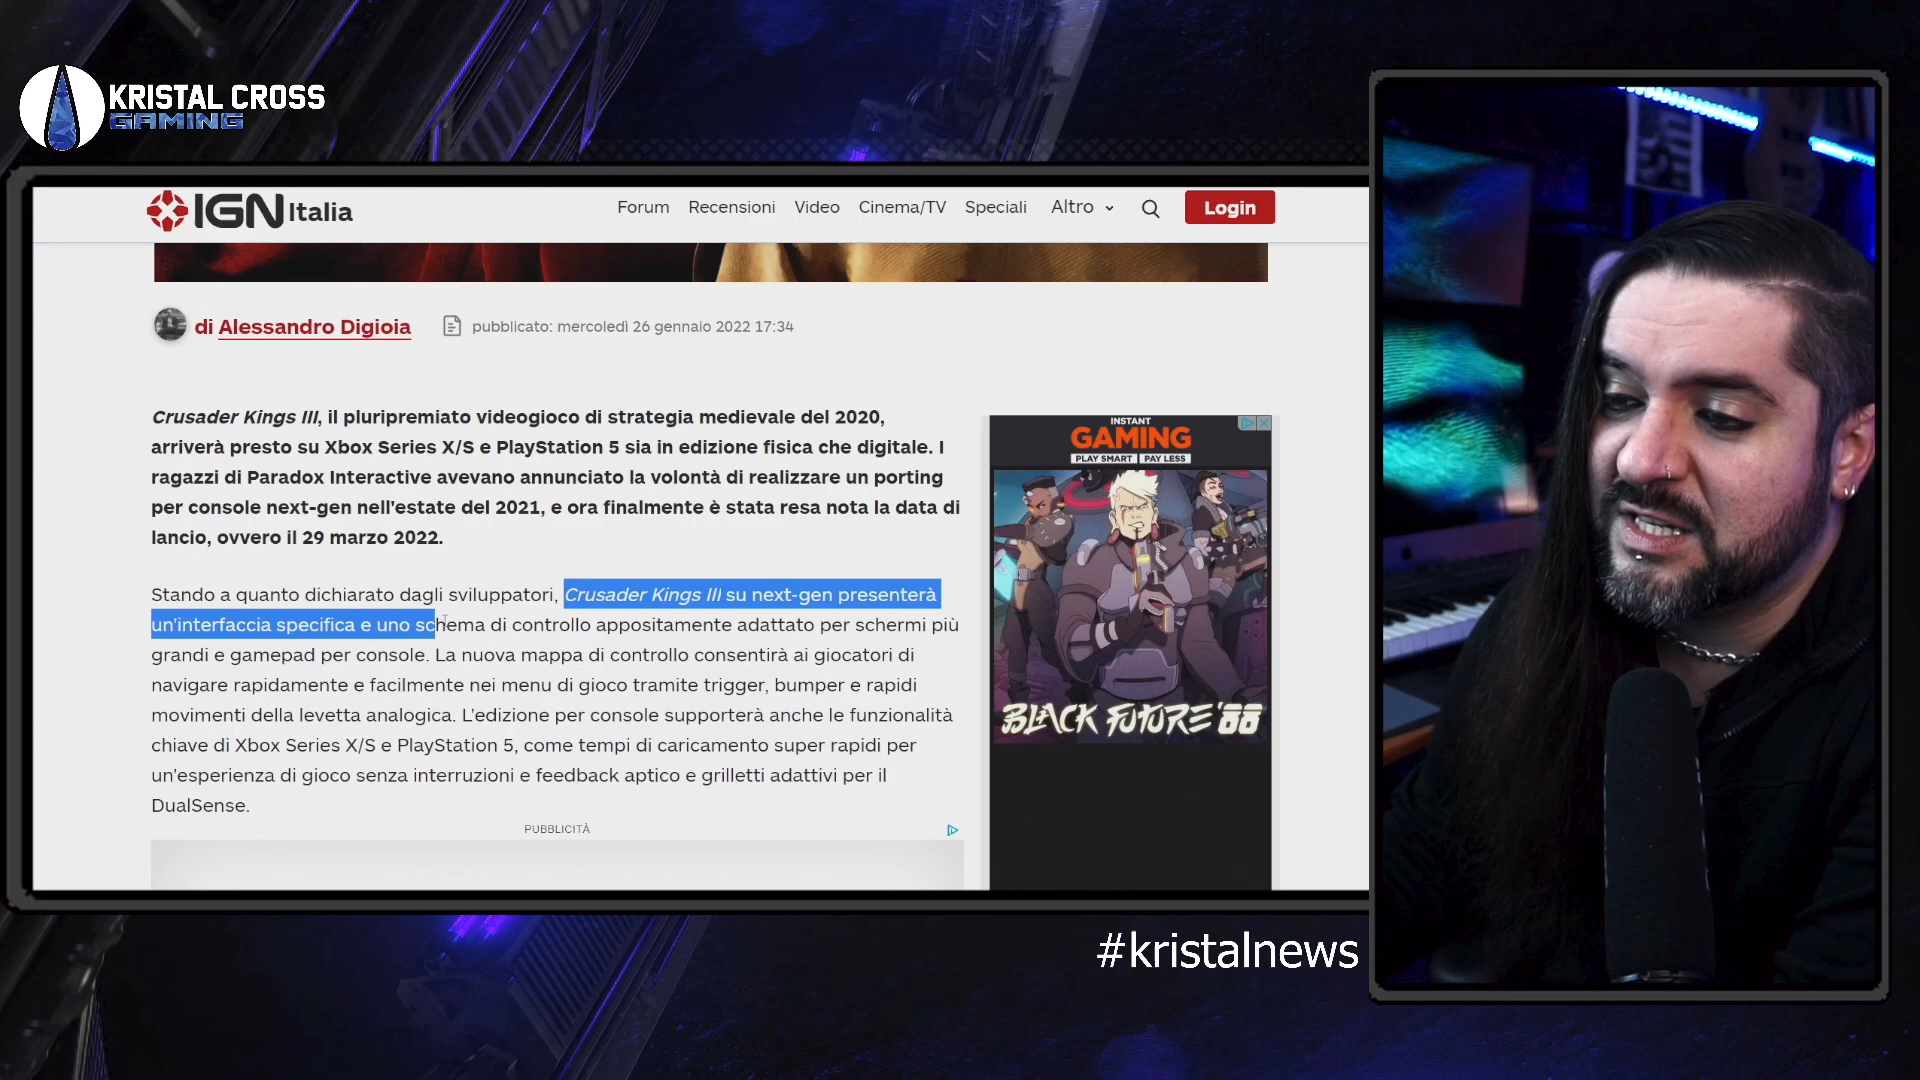 KRISTAL CROSS
GAMING
IGN Italia
Forum Recensioni Video Cinema/TV Speciali Altro Login
di Alessandro Digioia pubblicato: mercoledì 26 gennaio 2022 17:34
Crusader Kings III, il pluripremiato videogioco di strategia medievale del 2020,
arriverà presto su Xbox Series X/S e PlayStation 5 sia in edizione fisica che digitale. I
ragazzi di Paradox Interactive avevano annunciato la volontà di realizzare un porting
per console next-gen nell'estate del 2021, e ora finalmente è stata resa nota la data di
lancio, ovvero il 29 marzo 2022.
Stando a quanto dichiarato dagli sviluppatori, Crusader Kings III su next-gen presenterà
un'interfaccia specifica e uno schema di controllo appositamente adattato per schermi più
grandi e gamepad per console. La nuova mappa di controllo consentirà ai giocatori di
navigare rapidamente e facilmente nei menu di gioco tramite trigger, bumper e rapidi
movimenti della levetta analogica. L'edizione per console supporterà anche le funzionalità
chiave di Xbox Series X/S e PlayStation 5, come tempi di caricamento super rapidi per
un'esperienza di gioco senza interruzioni e feedback aptico e grilletti adattivi per il
DualSense.
PUBBLICITÀ
INSTANT
GAMING
PLAY SMART PAY LESS
BLACK FUTURE '88
#kristalnews